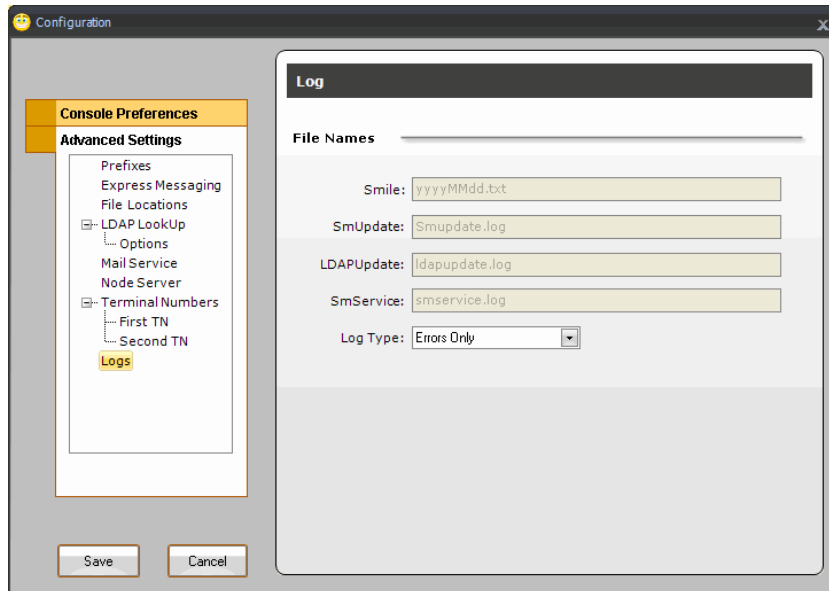 Configuration
x
Console Preferences
Advanced Settings
Prefixes
Express Messaging
File Locations
LDAP LookUp
Options
Mail Service
Node Server
Terminal Numbers
First TN
Second TN
Logs
Save
Cancel
Log
File Names
Smile: yyyyMMdd.txt
SmUpdate: Smupdate.log
LDAPUpdate: ldapupdate.log
SmService: smservice.log
Log Type: Errors Only